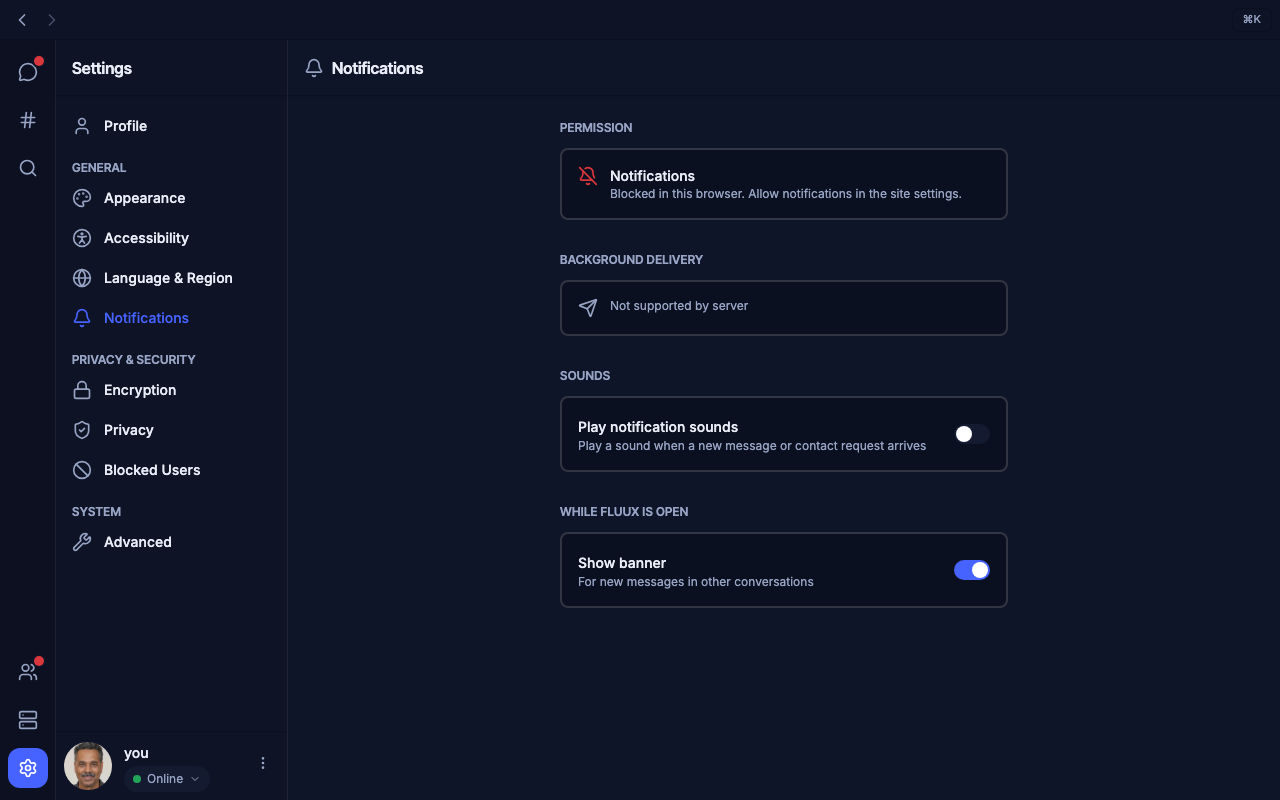 ⌘K
Settings
Notifications
Profile
GENERAL
Appearance
Accessibility
Language & Region
Notifications
PRIVACY & SECURITY
Encryption
Privacy
Blocked Users
SYSTEM
Advanced
you
Online
PERMISSION
Notifications
Blocked in this browser. Allow notifications in the site settings.
BACKGROUND DELIVERY
Not supported by server
SOUNDS
Play notification sounds
Play a sound when a new message or contact request arrives
WHILE FLUUX IS OPEN
Show banner
For new messages in other conversations